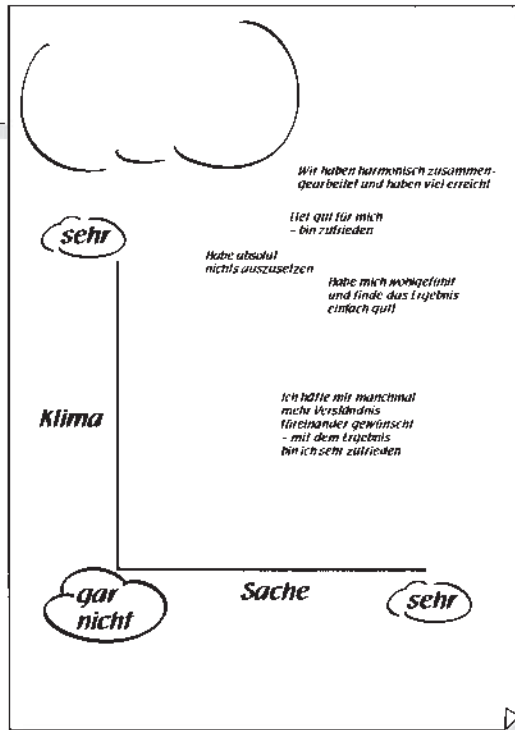 Wir haben harmonisch zusammen-
gearbeitet und haben viel erreicht
Lief gut für mich
– bin zufrieden
sehr
Habe absolut
nichts auszusetzen
Habe mich wohlgefühlt
und finde das Ergebnis
einfach gut!
Klima
Ich hätte mir manchmal
mehr Verständnis
füreinander gewünscht
– mit dem Ergebnis
bin ich sehr zufrieden
gar
nicht
Sache
sehr